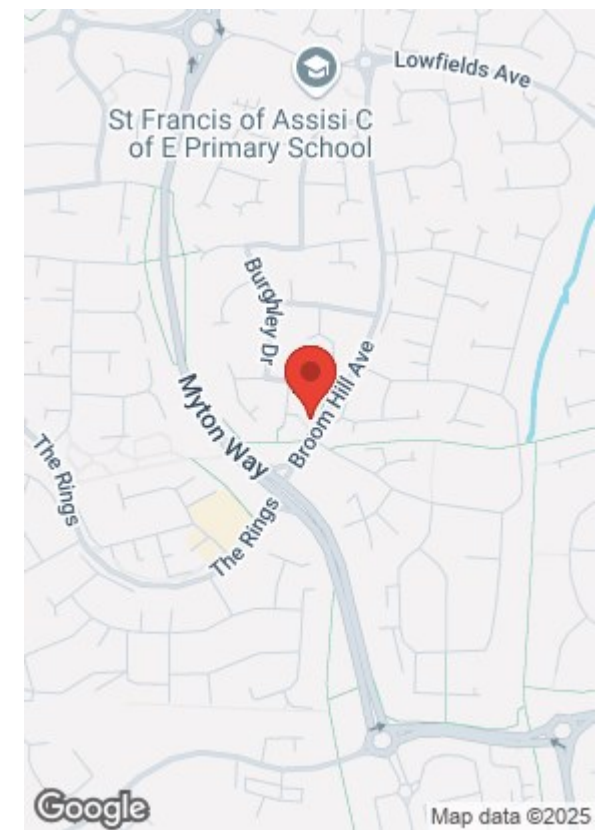 Lowfields Ave
St Francis of Assisi C
of E Primary School
Burghley Dr
Broom Hill Ave
Myton Way
The Rings
The Rings
Google
Map data ©2025